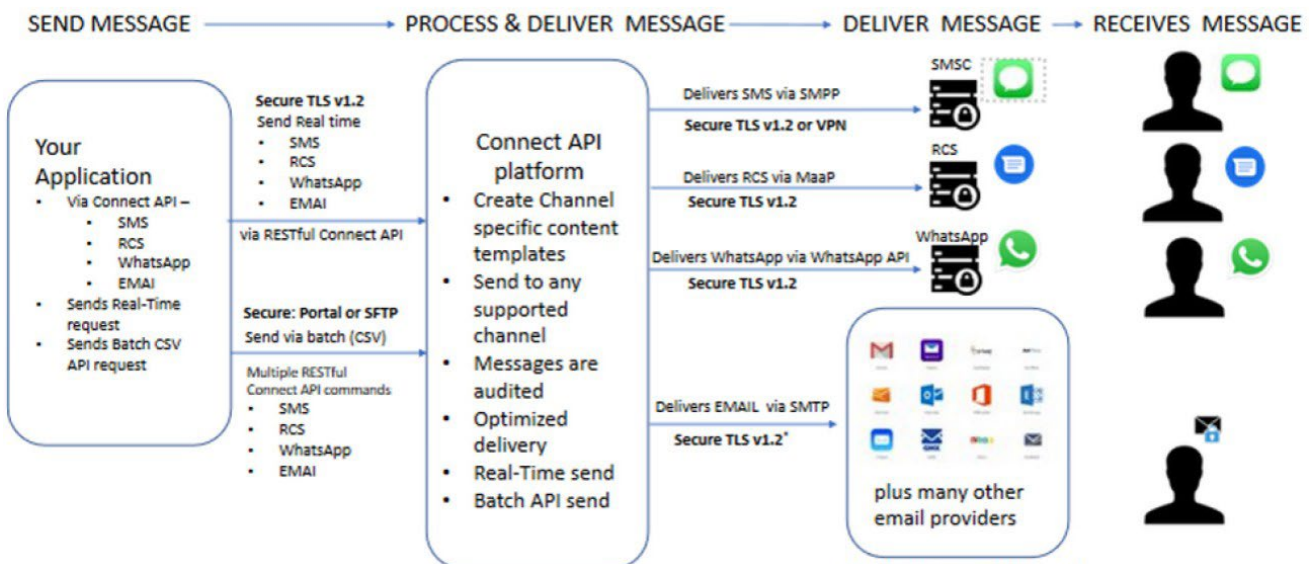 SEND MESSAGE
PROCESS & DELIVER MESSAGE
DELIVER MESSAGE
RECEIVES MESSAGE
Your
Application
• Via Connect API –
• SMS
• RCS
• WhatsApp
• EMAI
• Sends Real-Time
request
• Sends Batch CSV
API request
Secure TLS v1.2
Send Real time
• SMS
• RCS
• WhatsApp
• EMAI
via RESTful Connect API
Secure: Portal or SFTP
Send via batch (CSV)
Multiple RESTful
Connect API commands
• SMS
• RCS
• WhatsApp
• EMAI
Connect API
platform
• Create Channel
specific content
templates
• Send to any
supported
channel
• Messages are
audited
• Optimized
delivery
• Real-Time send
• Batch API send
Delivers SMS via SMPP
Secure TLS v1.2 or VPN
Delivers RCS via MaaP
Secure TLS v1.2
Delivers WhatsApp via WhatsApp API
Secure TLS v1.2
Delivers EMAIL via SMTP
Secure TLS v1.2*
SMSC
RCS
WhatsApp
plus many other
email providers